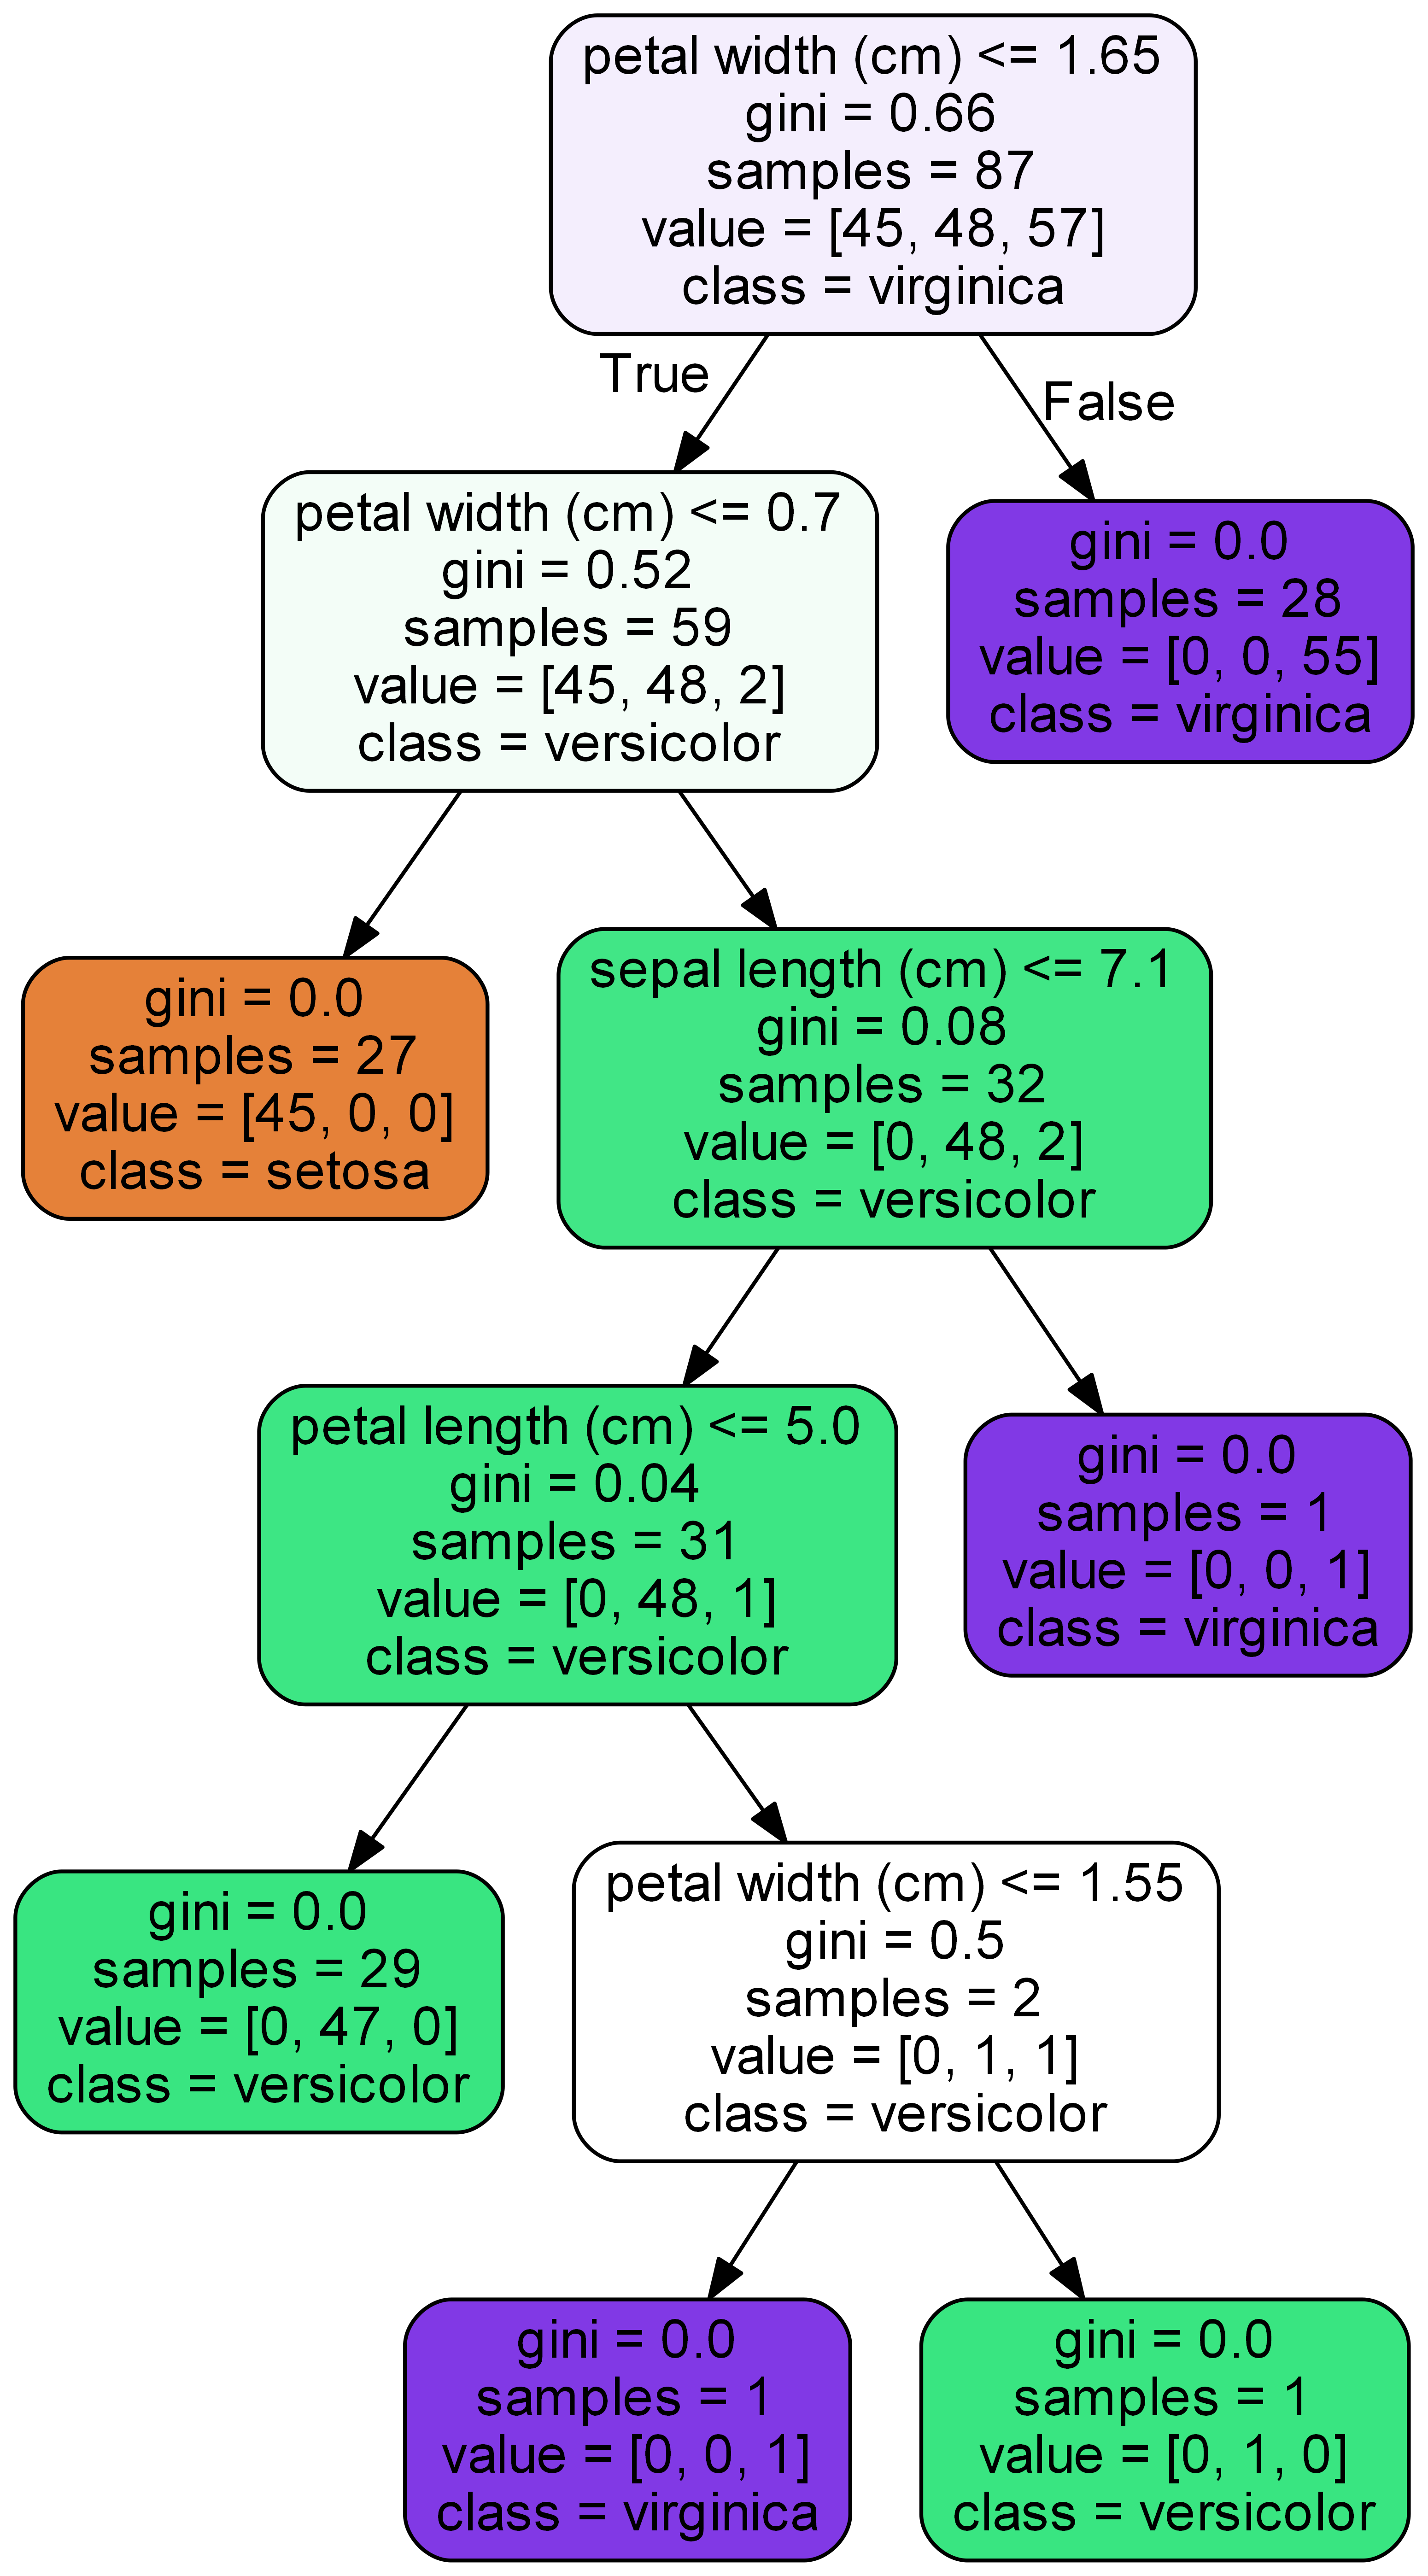 petal width (cm) <= 1.65
gini = 0.66
samples = 87
value = [45, 48, 57]
class = virginica
True
False
petal width (cm) <= 0.7
gini = 0.52
samples = 59
value = [45, 48, 2]
class = versicolor
gini = 0.0
samples = 28
value = [0, 0, 55]
class = virginica
gini = 0.0
samples = 27
value = [45, 0, 0]
class = setosa
sepal length (cm) <= 7.1
gini = 0.08
samples = 32
value = [0, 48, 2]
class = versicolor
petal length (cm) <= 5.0
gini = 0.04
samples = 31
value = [0, 48, 1]
class = versicolor
gini = 0.0
samples = 1
value = [0, 0, 1]
class = virginica
gini = 0.0
samples = 29
value = [0, 47, 0]
class = versicolor
petal width (cm) <= 1.55
gini = 0.5
samples = 2
value = [0, 1, 1]
class = versicolor
gini = 0.0
samples = 1
value = [0, 0, 1]
class = virginica
gini = 0.0
samples = 1
value = [0, 1, 0]
class = versicolor